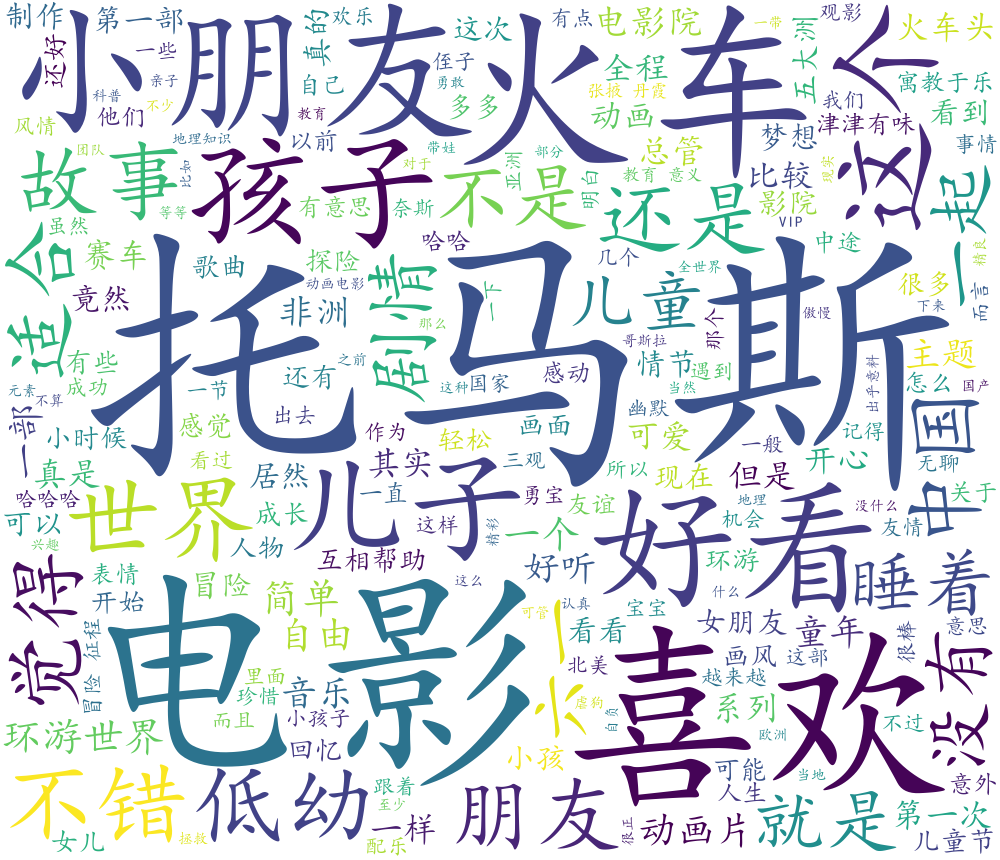 制作
第一部
欢乐
真的
这次
有点
电影院
五大洲
观影
火车头
小朋友
火车
这个
还好
一些
亲子
科普
不少
他们
风情
自己
教育
侄子
勇敢
多多
全程
动画
张掖
丹霞
一带
梦想
我们
寓教于乐
津津有味
看到
事情
地理知识
以前
带娃
总管
比较
团队
故事
比如
孩子
对于
不是
亚洲
部分
明白
教育
意义
还是
影院
现实
VIP
一起
等等
有意思
奈斯
虽然
适合
赛车
歌曲
探险
哈哈
几个
中途
精良
竟然
动画电影
非洲
剧情
一下
儿童
全世界
那个
傲慢
很多
下来
而言
托马斯
有些
成功
那么
之前
哥斯拉
情节
遇到
主题
元素
不算
一节
还有
这种
国家
感动
当然
出乎意料
怎么
国产
一部
小时候
感觉
出去
作为
轻松
画面
幽默
可爱
一般
记得
中国
真是
看过
居然
其实
三观
所以
现在
但是
开心
无聊
哈哈哈
世界
成长
儿子
一直
勇宝
友谊
地理
没什么
关于
可以
兴趣
人物
这样
精彩
一个
好看
机会
友情
互相帮助
好听
环游
睡着
觉得
表情
开始
冒险
简单
这么
可管
认真
宝宝
什么
征程
冒险
自由
看看
女朋友
童年
很棒
意思
电影
小火
北美
画风
这部
没有
里面
珍惜
音乐
虐狗
自负
喜欢
越来越
系列
欧洲
不过
环游世界
而且
小孩子
回忆
小孩
不错
低幼
跟着
至少
朋友
可能
人生
当地
意外
女儿
拯救
一样
配乐
很正
动画片
就是
第一次
儿童节